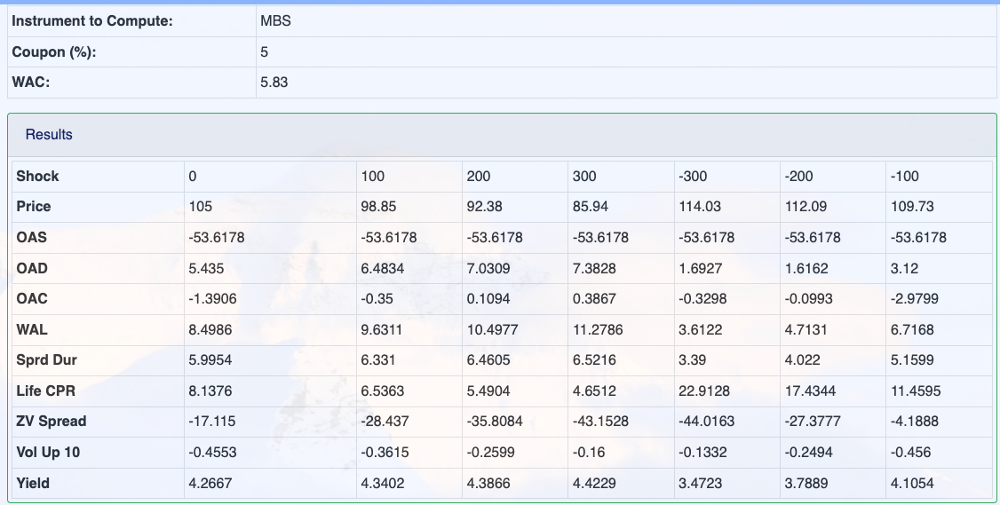 Instrument to Compute: MBS
Coupon (%): 5
WAC: 5.83
Results
Shock 0 100 200 300 -300 -200 -100
Price 105 98.85 92.38 85.94 114.03 112.09 109.73
OAS -53.6178 -53.6178 -53.6178 -53.6178 -53.6178 -53.6178 -53.6178
OAD 5.435 6.4834 7.0309 7.3828 1.6927 1.6162 3.12
OAC -1.3906 -0.35 0.1094 0.3867 -0.3298 -0.0993 -2.9799
WAL 8.4986 9.6311 10.4977 11.2786 3.6122 4.7131 6.7168
Sprd Dur 5.9954 6.331 6.4605 6.5216 3.39 4.022 5.1599
Life CPR 8.1376 6.5363 5.4904 4.6512 22.9128 17.4344 11.4595
ZV Spread -17.115 -28.437 -35.8084 -43.1528 -44.0163 -27.3777 -4.1888
Vol Up 10 -0.4553 -0.3615 -0.2599 -0.16 -0.1332 -0.2494 -0.456
Yield 4.2667 4.3402 4.3866 4.4229 3.4723 3.7889 4.1054